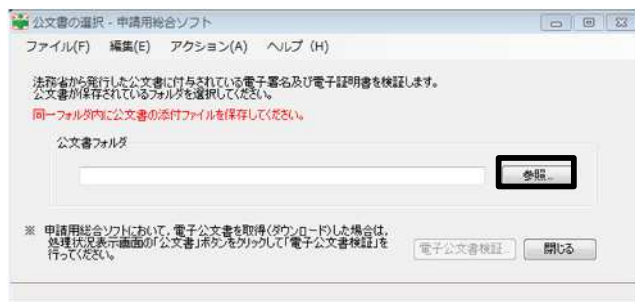 公文書の選択 - 申請用総合ソフト
ファイル(F) 編集(E) アクション(A) ヘルプ (H)
法務省から発行した公文書に付与されている電子署名及び電子証明書を検証します。
公文書が保存されているフォルダを選択してください。
同一フォルダ内に公文書の添付ファイルを保存してください。
公文書フォルダ
参照...
※ 申請用総合ソフトにおいて、電子公文書を取得(ダウンロード)した場合は、
処理状況表示画面の「公文書」ボタンをクリックして「電子公文書検証」を
行ってください。
電子公文書検証... 閉じる